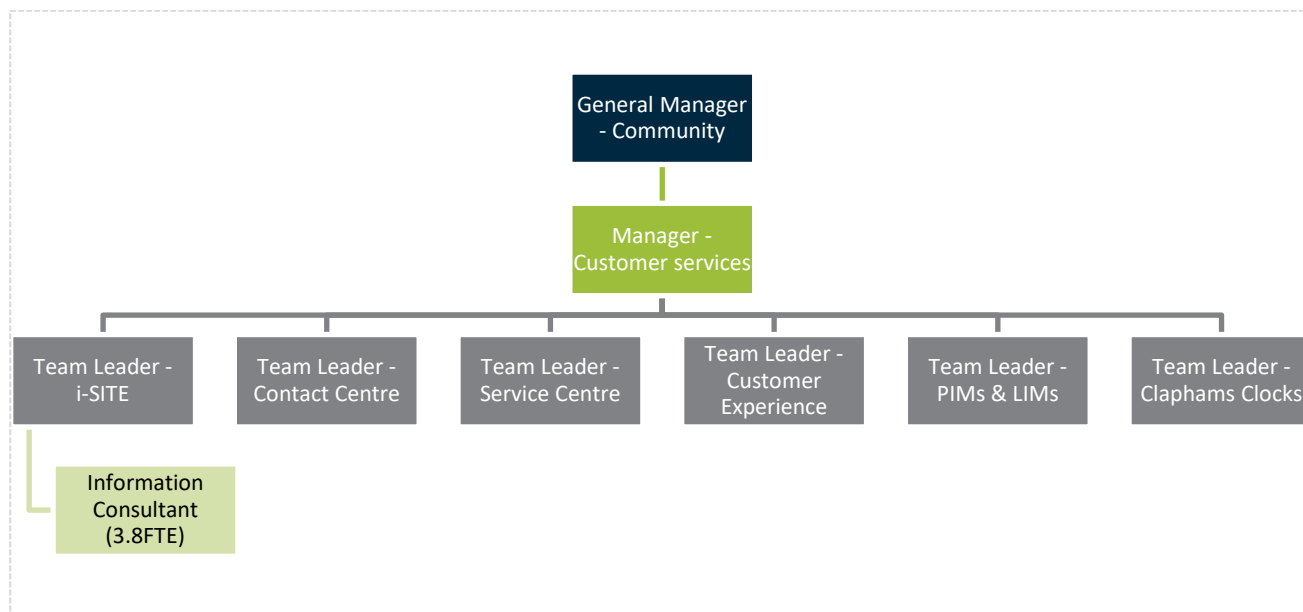 General Manager
- Community
Manager -
Customer services
Team Leader -
i-SITE
Team Leader -
Contact Centre
Team Leader -
Service Centre
Team Leader -
Customer
Experience
Team Leader -
PIMs & LIMs
Team Leader -
Claphams Clocks
Information
Consultant
(3.8FTE)